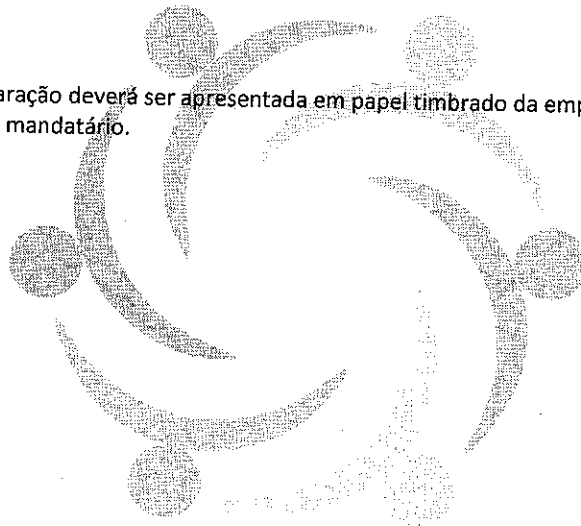 aração deverá ser apresentada em papel timbrado da emp
mandatário.